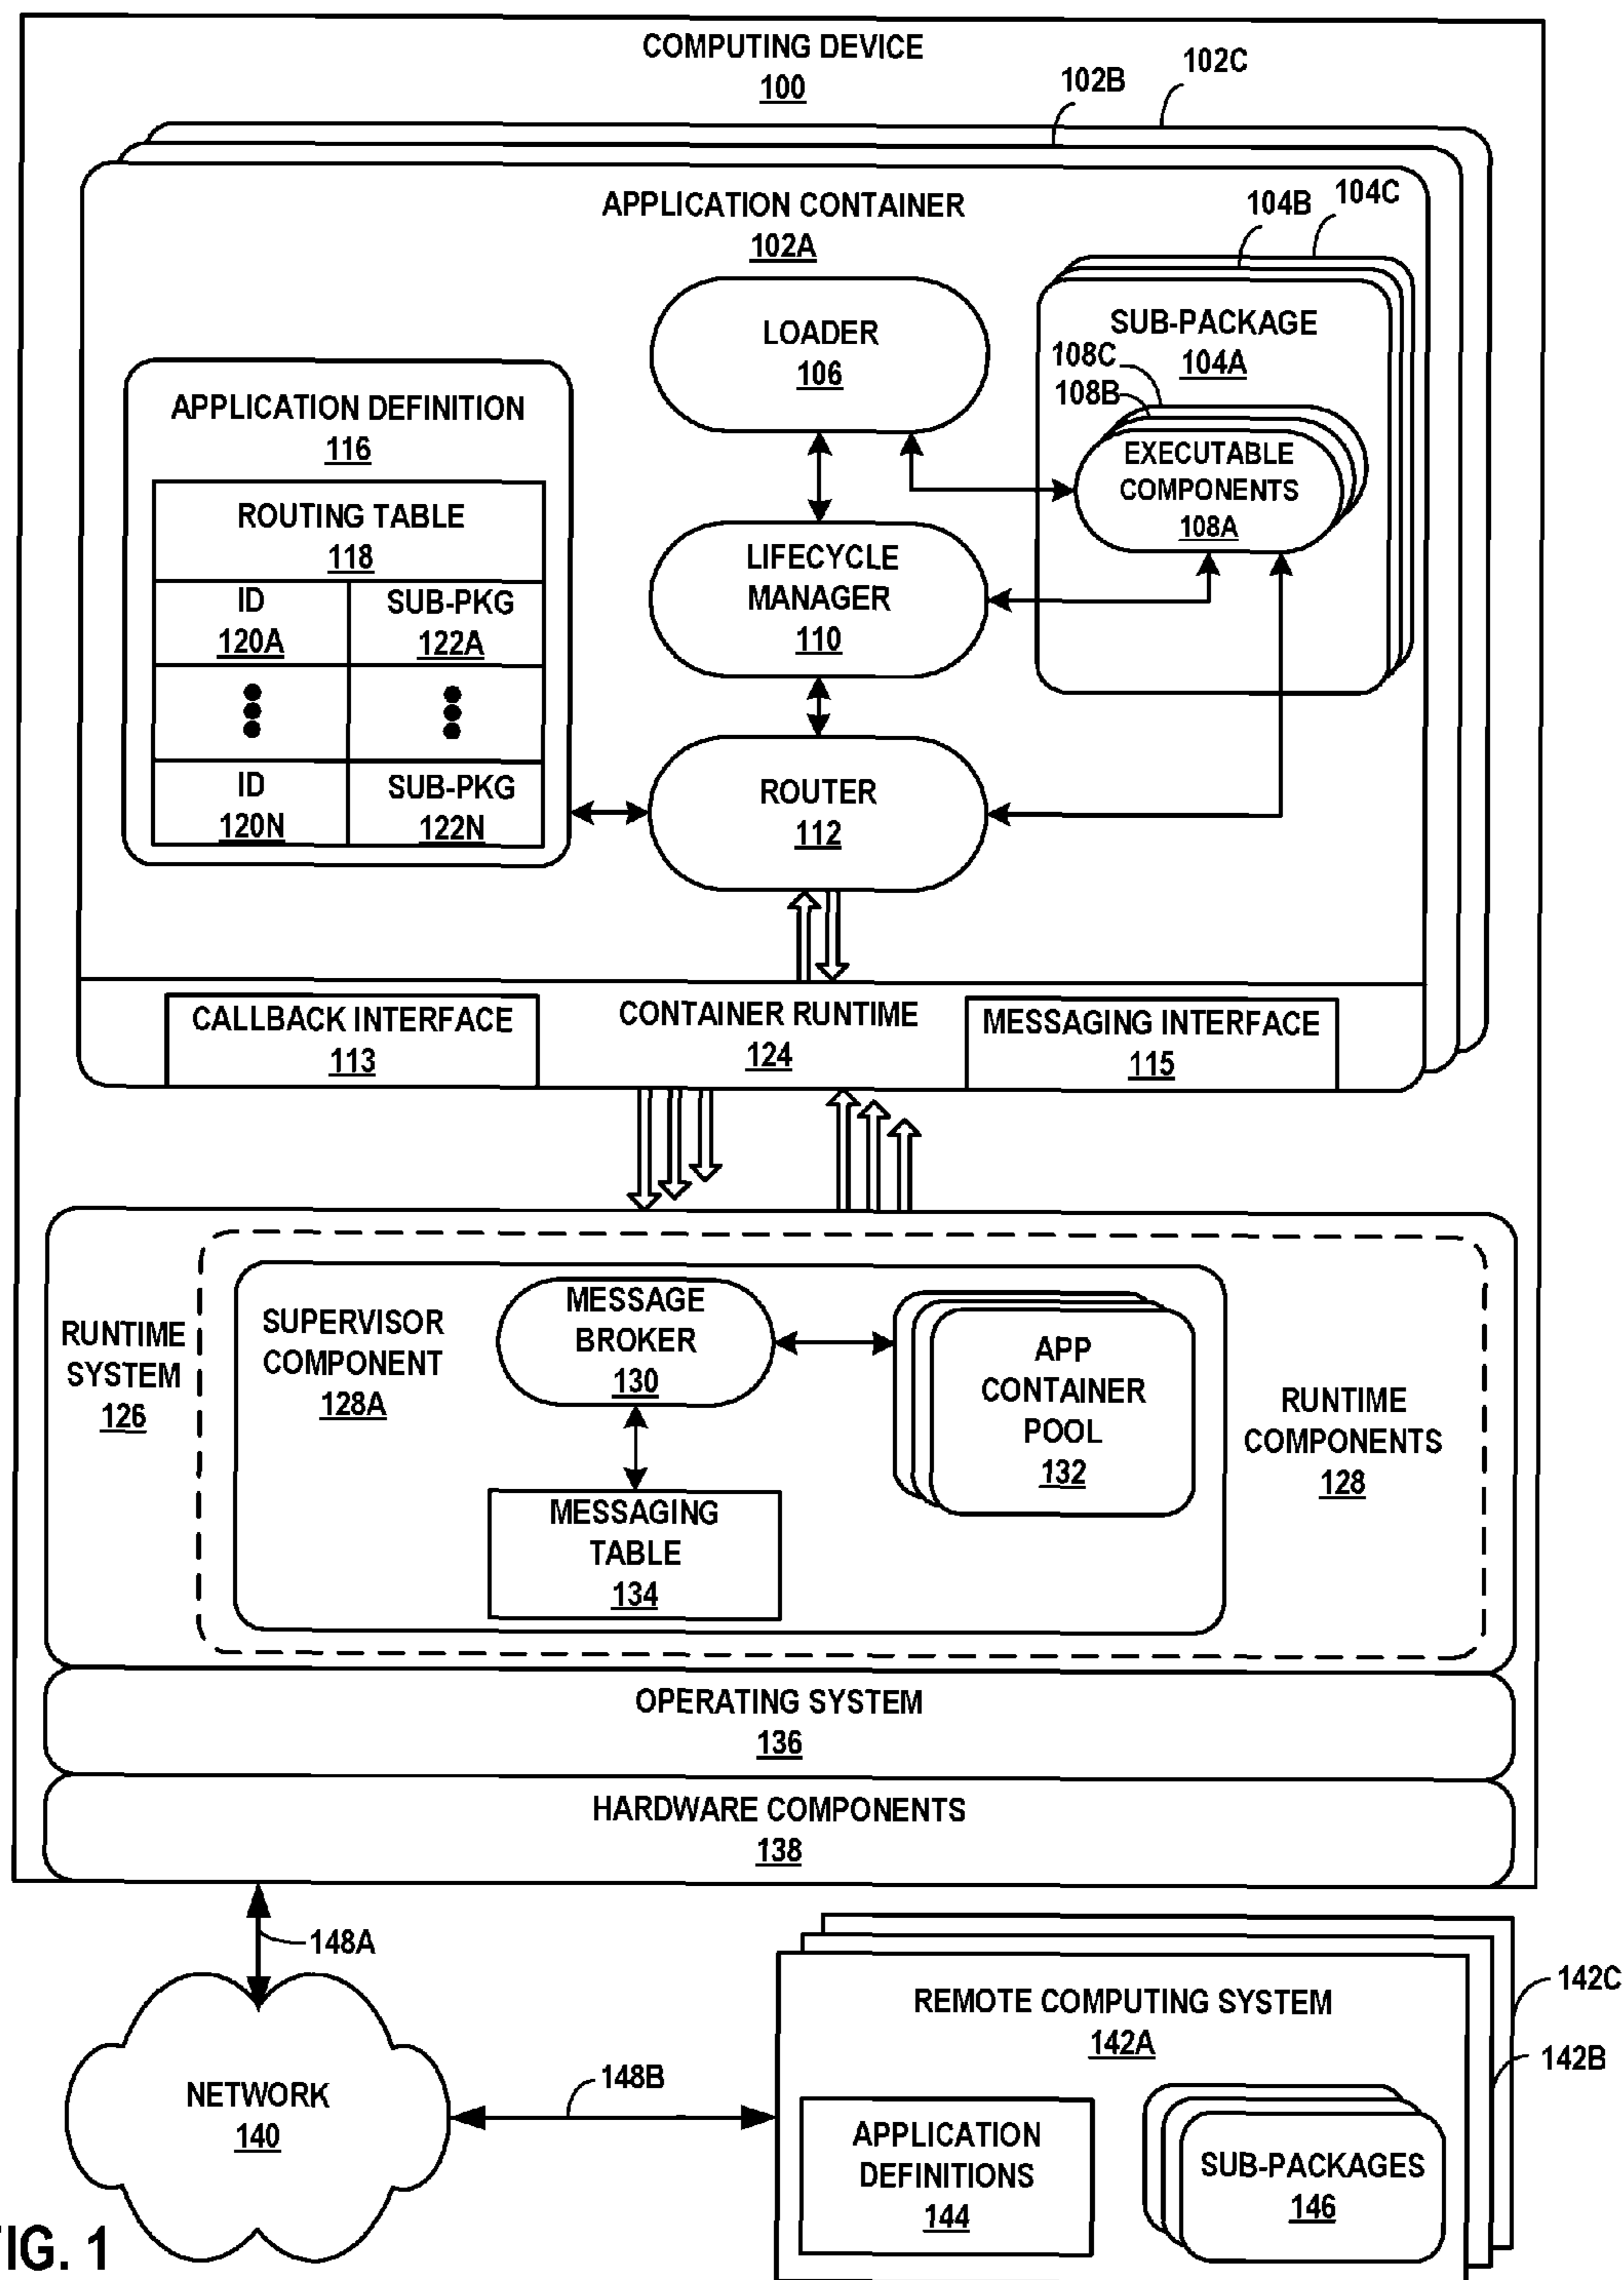 COMPUTING DEVICE
100
102B
102C
APPLICATION CONTAINER
102A
104B
104C
LOADER
106
SUB-PACKAGE
104A
108C
108B
EXECUTABLE
COMPONENTS
108A
APPLICATION DEFINITION
116
ROUTING TABLE
118
ID
120A
SUB-PKG
122A
ID
120N
SUB-PKG
122N
LIFECYCLE
MANAGER
110
ROUTER
112
CALLBACK INTERFACE
113
CONTAINER RUNTIME
124
MESSAGING INTERFACE
115
RUNTIME
SYSTEM
126
SUPERVISOR
COMPONENT
128A
MESSAGE
BROKER
130
APP
CONTAINER
POOL
132
MESSAGING
TABLE
134
RUNTIME
COMPONENTS
128
OPERATING SYSTEM
136
HARDWARE COMPONENTS
138
148A
NETWORK
140
148B
REMOTE COMPUTING SYSTEM
142A
142C
142B
APPLICATION
DEFINITIONS
144
SUB-PACKAGES
146
IG. 1